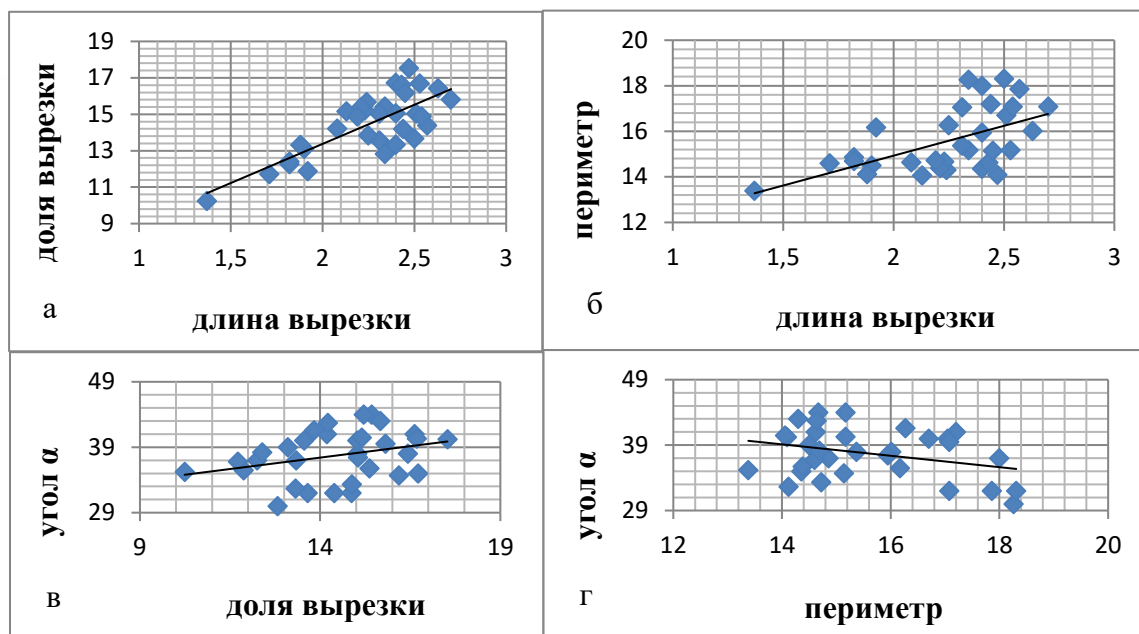 доля вырезки
19
17
15
13
11
9
1 1,5 2 2,5 3
а
длина вырезки
периметр
20
18
16
14
12
1 1,5 2 2,5 3
б
длина вырезки
угол α
49
39
29
9 14 19
в
доля вырезки
угол α
49
39
29
12 14 16 18 20
г
периметр